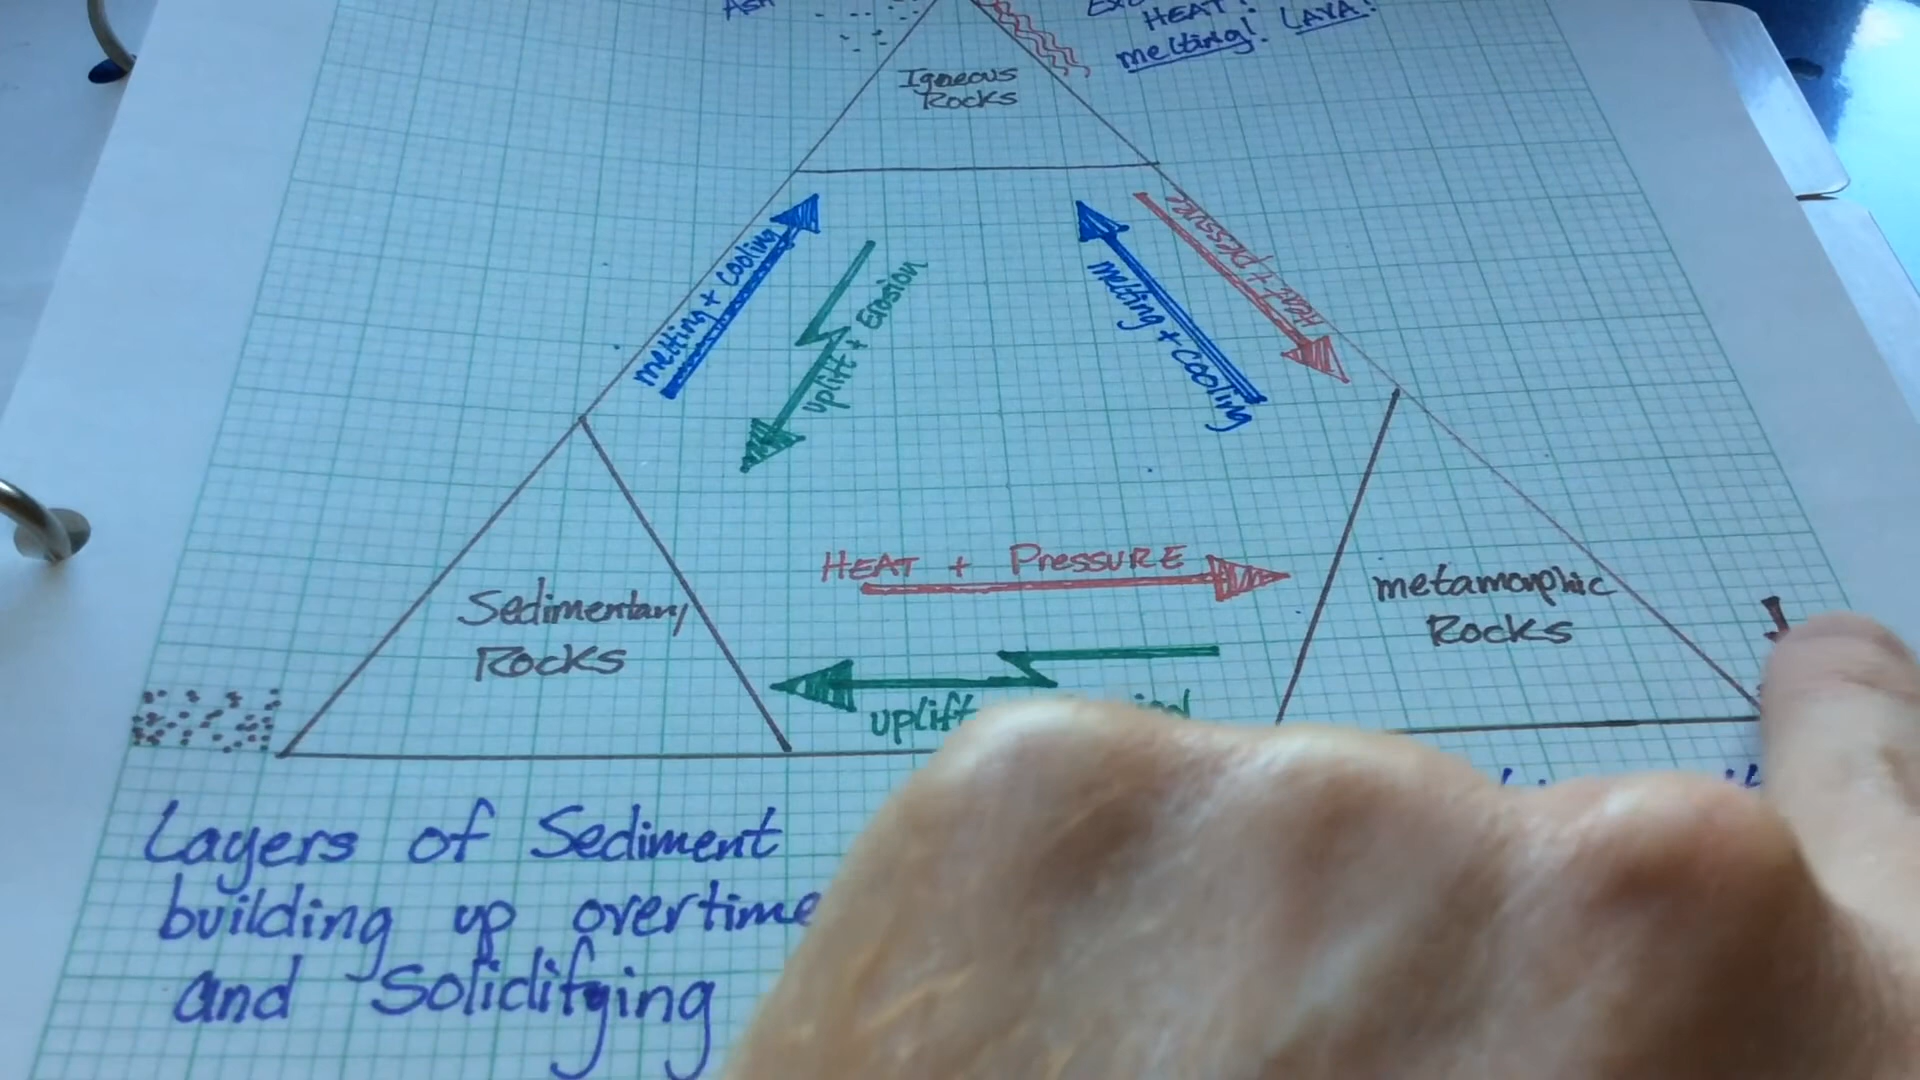 Ash
HEAT!
melting! LAVA!
Igneous
Rocks
melting + cooling
uplift + Erosion
melting + cooling
Heat + pressure
HEAT + PressURE
Sedimentary
Rocks
metamorphic
Rocks
uplift
Layers of Sediment
building up overtime
and Solidifying